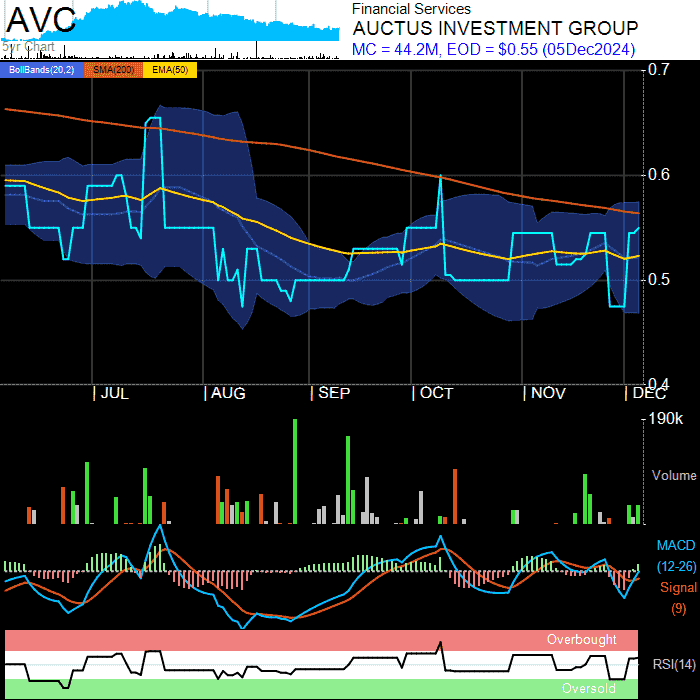 AVC
5yr Chart
Financial Services
AUCTUS INVESTMENT GROUP
MC = 44.2M, EOD = $0.55 (05Dec2024)
BollBands(20,2) SMA(200) EMA(50)
0.7
0.6
0.5
0.4
JUL AUG SEP OCT NOV DEC
190k
Volume
MACD
(12-26)
Signal
(9)
Overbought
RSI(14)
Oversold